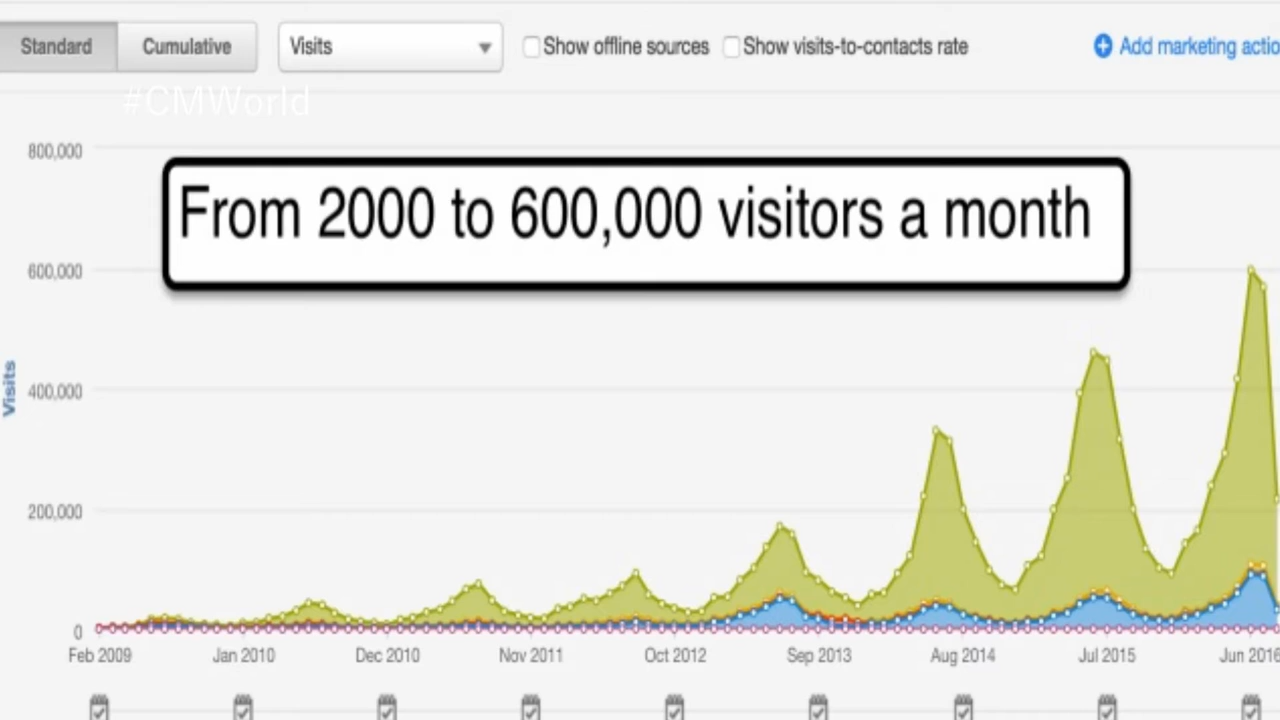 Standard Cumulative Visits Show offline sources Show visits-to-contacts rate Add marketing actio
#CMWorld
800,000
From 2000 to 600,000 visitors a month
600,000
Visits
400,000
200,000
0
Feb 2009 Jan 2010 Dec 2010 Nov 2011 Oct 2012 Sep 2013 Aug 2014 Jul 2015 Jun 2016